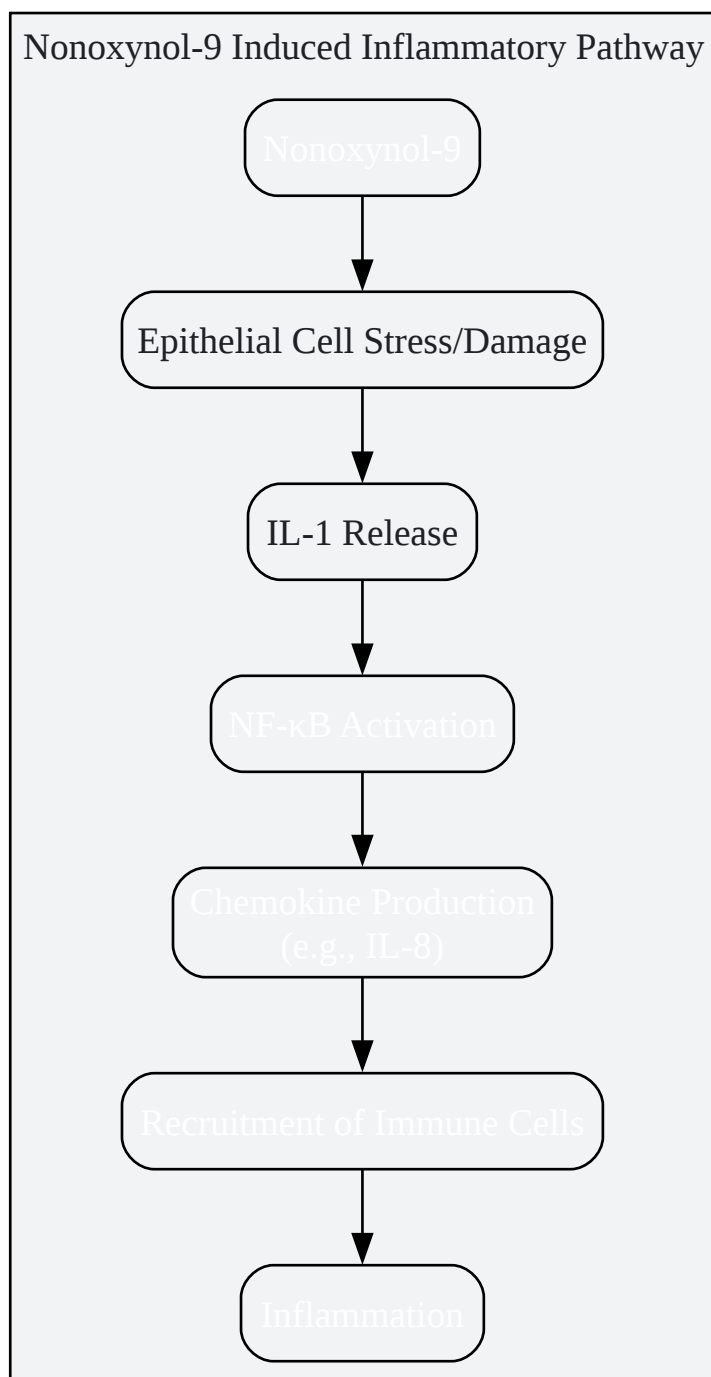 Nonoxynol-9 Induced Inflammatory Pathway
Nonoxynol-9
Epithelial Cell Stress/Damage
IL-1 Release
NF-κB Activation
Chemokine Production
(e.g., IL-8)
Recruitment of Immune Cells
Inflammation